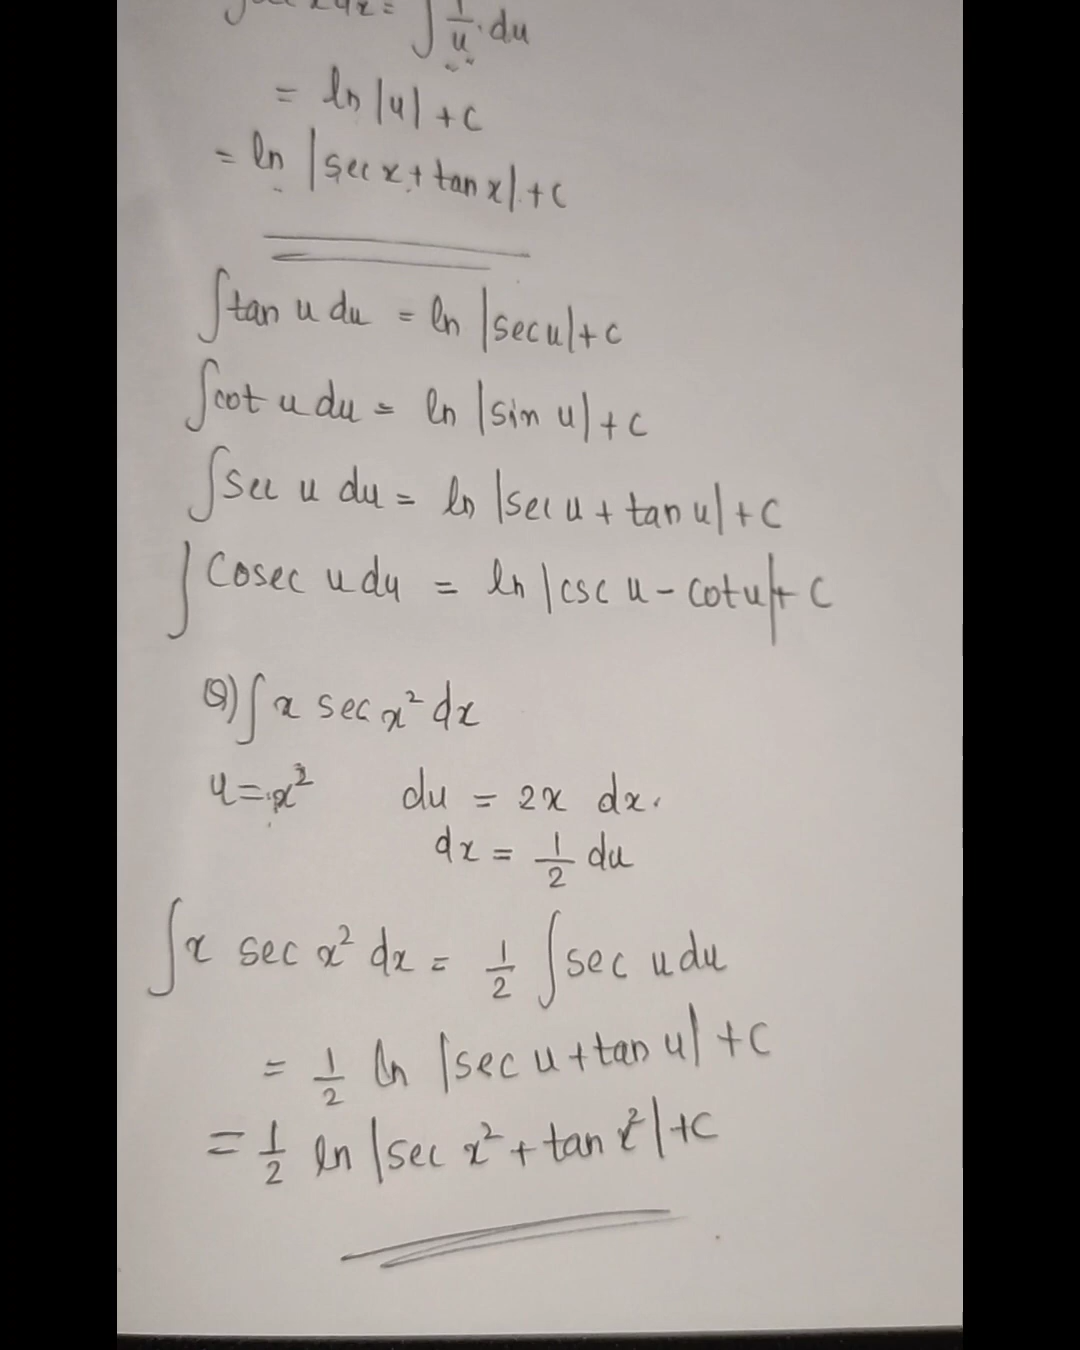 dx = ∫ 1/u · du
= ln |u| + c
= ln |sec x + tan x| + c
∫ tan u du = ln |sec u| + c
∫ cot u du = ln |sin u| + c
∫ sec u du = ln |sec u + tan u| + c
∫ cosec u du = ln |csc u - cot u| + c
Q) ∫ x sec x² dx
u = x² du = 2x dx.
dx = 1/2 du
∫ x sec x² dx = 1/2 ∫ sec u du
= 1/2 ln |sec u + tan u| + c
= 1/2 ln |sec x² + tan x²| + c